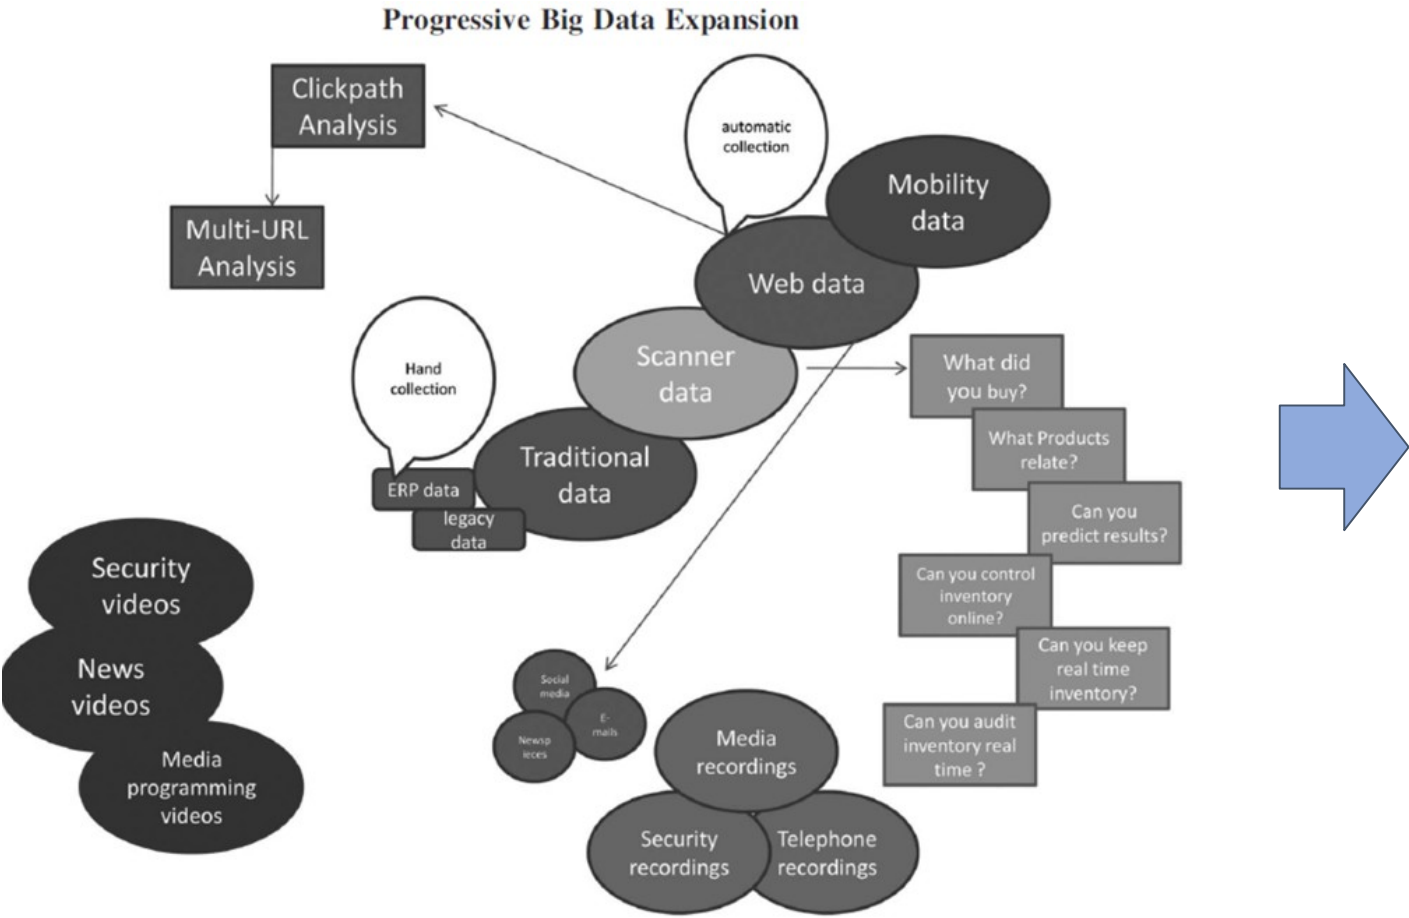 Progressive Big Data Expansion
Clickpath
Analysis
Multi-URL
Analysis
automatic
collection
Mobility
data
Web data
Scanner
data
Traditional
data
Hand
collection
ERP data
legacy
data
What did
you buy?
What Products
relate?
Can you
predict results?
Can you control
inventory
online?
Can you keep
real time
inventory?
Can you audit
inventory real
time ?
Security
videos
News
videos
Media
programming
videos
Social
media
E-
mails
Newsp
ieces
Media
recordings
Security
recordings
Telephone
recordings